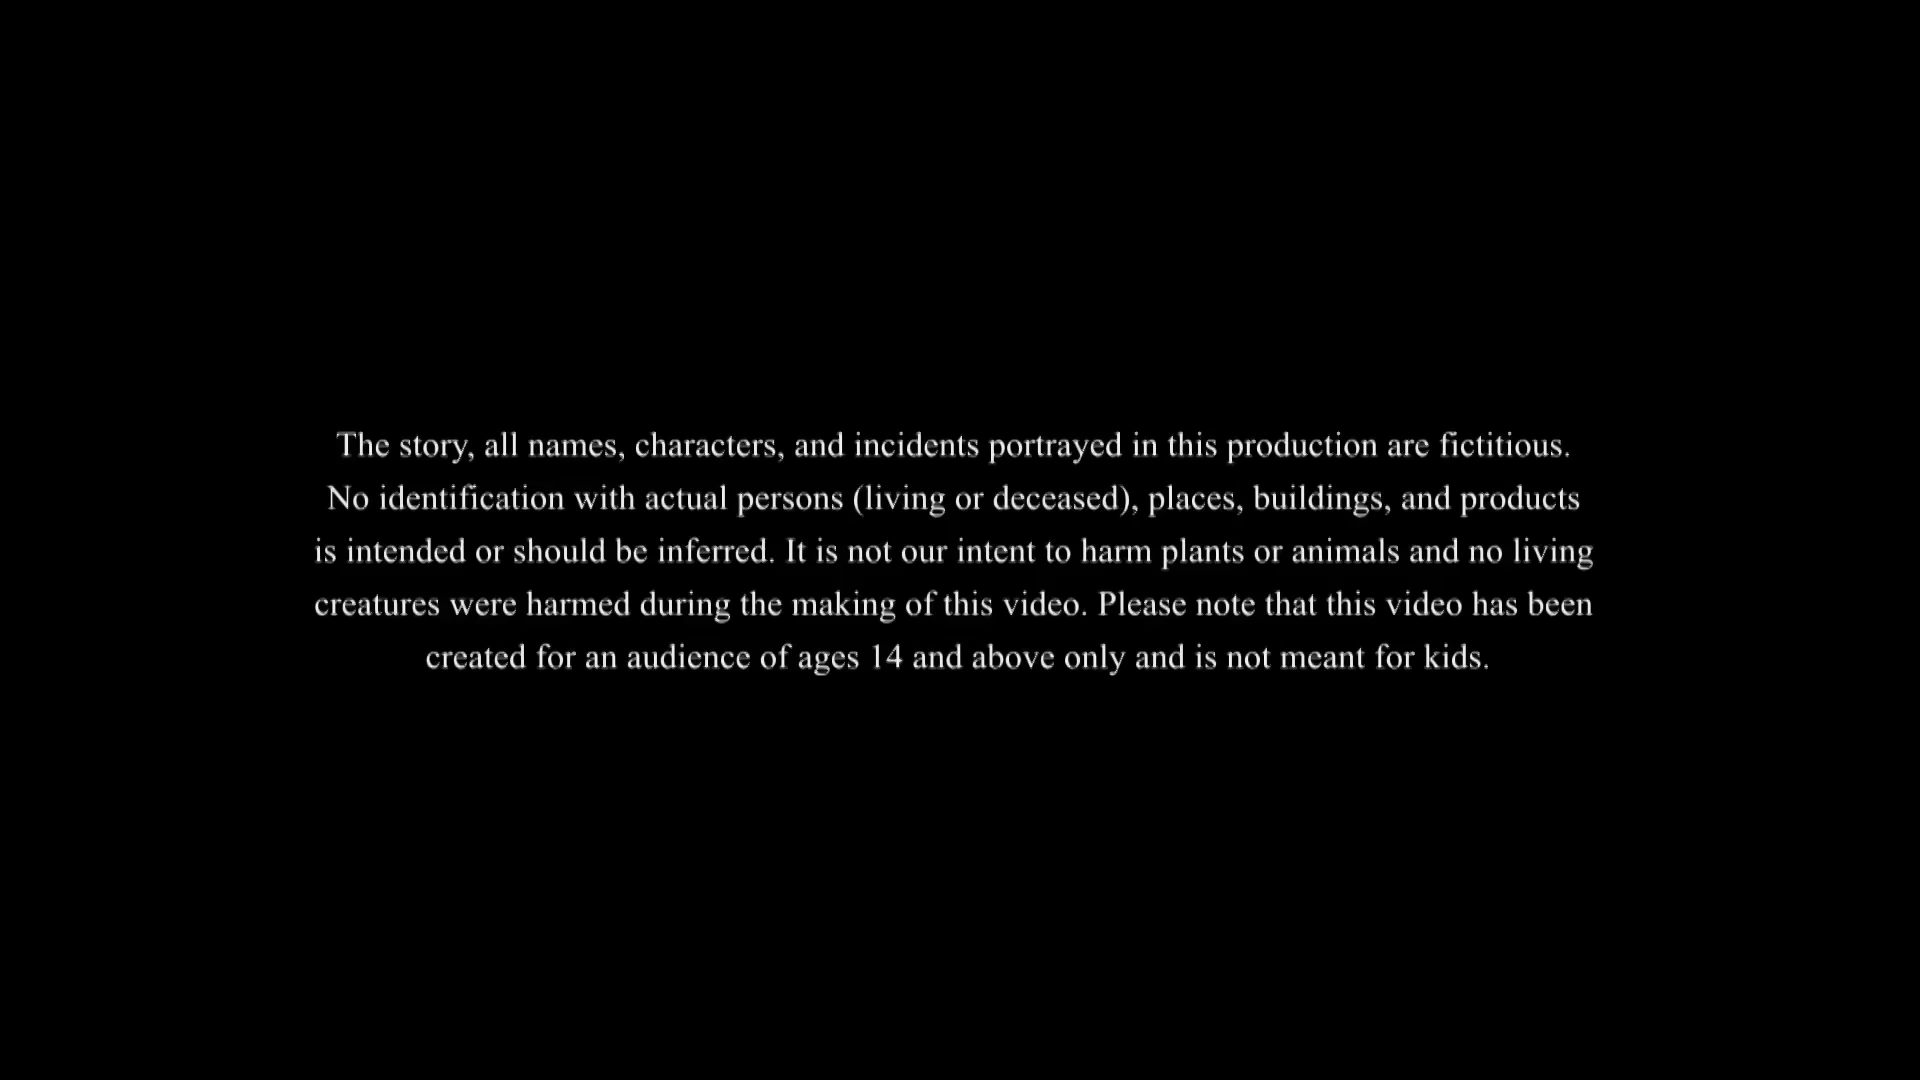 The story, all names, characters, and incidents portrayed in this production are fictitious.
No identification with actual persons (living or deceased), places, buildings, and products
is intended or should be inferred. It is not our intent to harm plants or animals and no living
creatures were harmed during the making of this video. Please note that this video has been
created for an audience of ages 14 and above only and is not meant for kids.